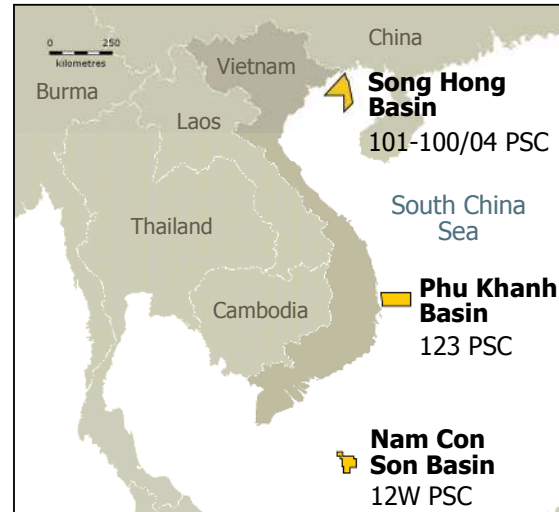 China
0 250
kilometres
Vietnam
Burma
Song Hong
Basin
101-100/04 PSC
Laos
South China
Sea
Thailand
Cambodia
Phu Khanh
Basin
123 PSC
Nam Con
Son Basin
12W PSC